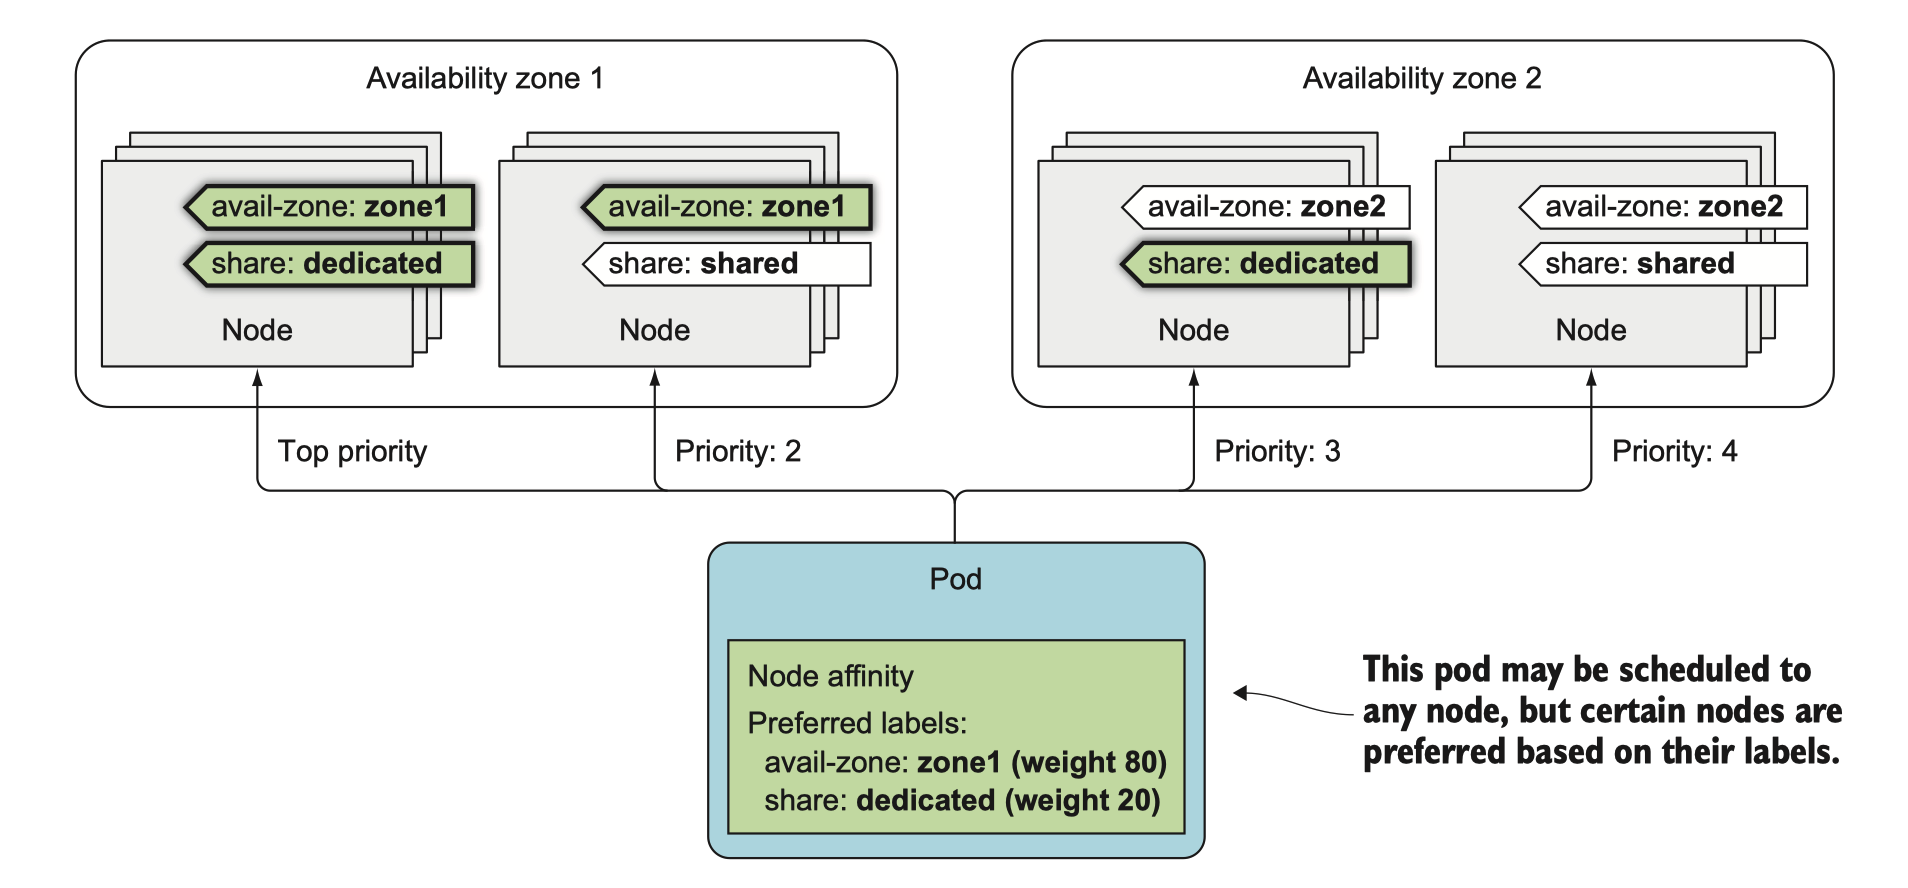 Availability zone 1
avail-zone: zone1
share: dedicated
Node
avail-zone: zone1
share: shared
Node
Availability zone 2
avail-zone: zone2
share: dedicated
Node
avail-zone: zone2
share: shared
Node
Top priority
Priority: 2
Priority: 3
Priority: 4
Pod
Node affinity
Preferred labels:
avail-zone: zone1 (weight 80)
share: dedicated (weight 20)
This pod may be scheduled to
any node, but certain nodes are
preferred based on their labels.